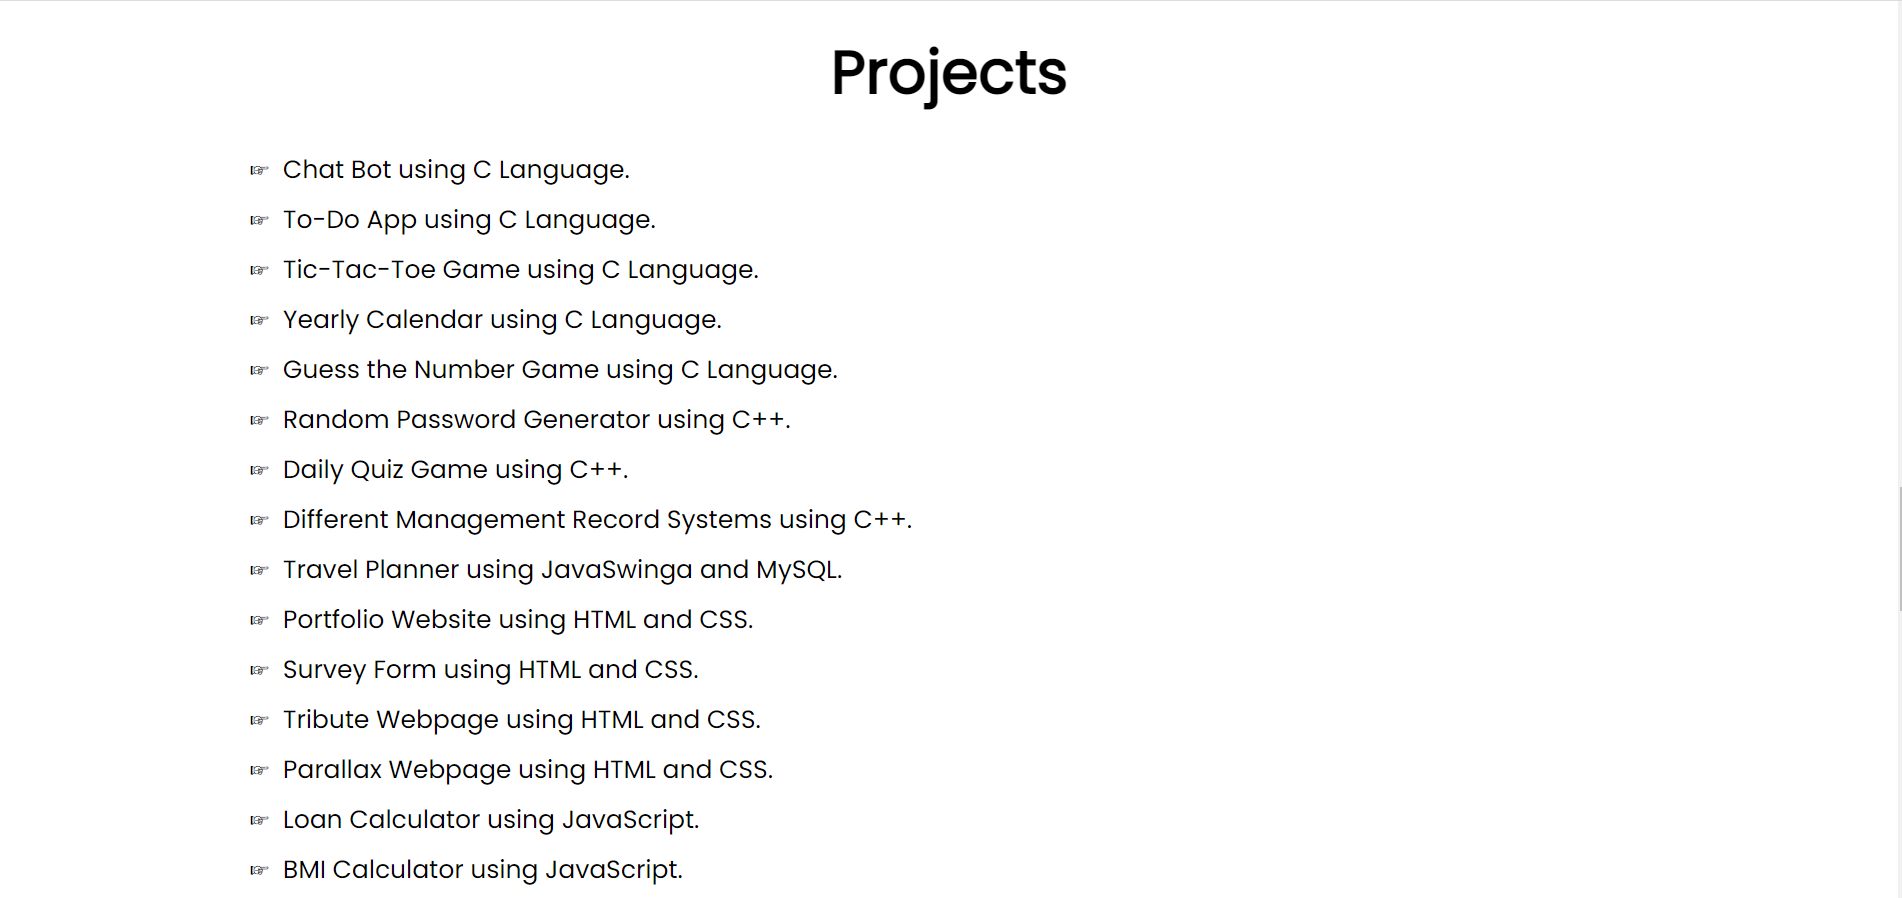 Projects
☞ Chat Bot using C Language.
☞ To-Do App using C Language.
☞ Tic-Tac-Toe Game using C Language.
☞ Yearly Calendar using C Language.
☞ Guess the Number Game using C Language.
☞ Random Password Generator using C++.
☞ Daily Quiz Game using C++.
☞ Different Management Record Systems using C++.
☞ Travel Planner using JavaSwinga and MySQL.
☞ Portfolio Website using HTML and CSS.
☞ Survey Form using HTML and CSS.
☞ Tribute Webpage using HTML and CSS.
☞ Parallax Webpage using HTML and CSS.
☞ Loan Calculator using JavaScript.
☞ BMI Calculator using JavaScript.